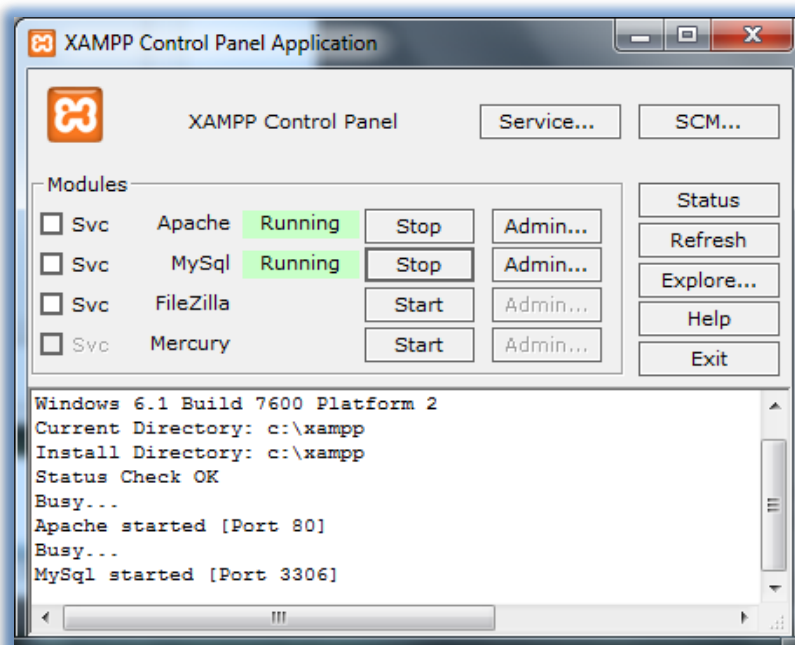 XAMPP Control Panel Application
XAMPP Control Panel Service... SCM...
Modules
Svc Apache Running Stop Admin...
Svc MySql Running Stop Admin...
Svc FileZilla Start Admin...
Svc Mercury Start Admin...
Status
Refresh
Explore...
Help
Exit
Windows 6.1 Build 7600 Platform 2
Current Directory: c:\xampp
Install Directory: c:\xampp
Status Check OK
Busy...
Apache started [Port 80]
Busy...
MySql started [Port 3306]